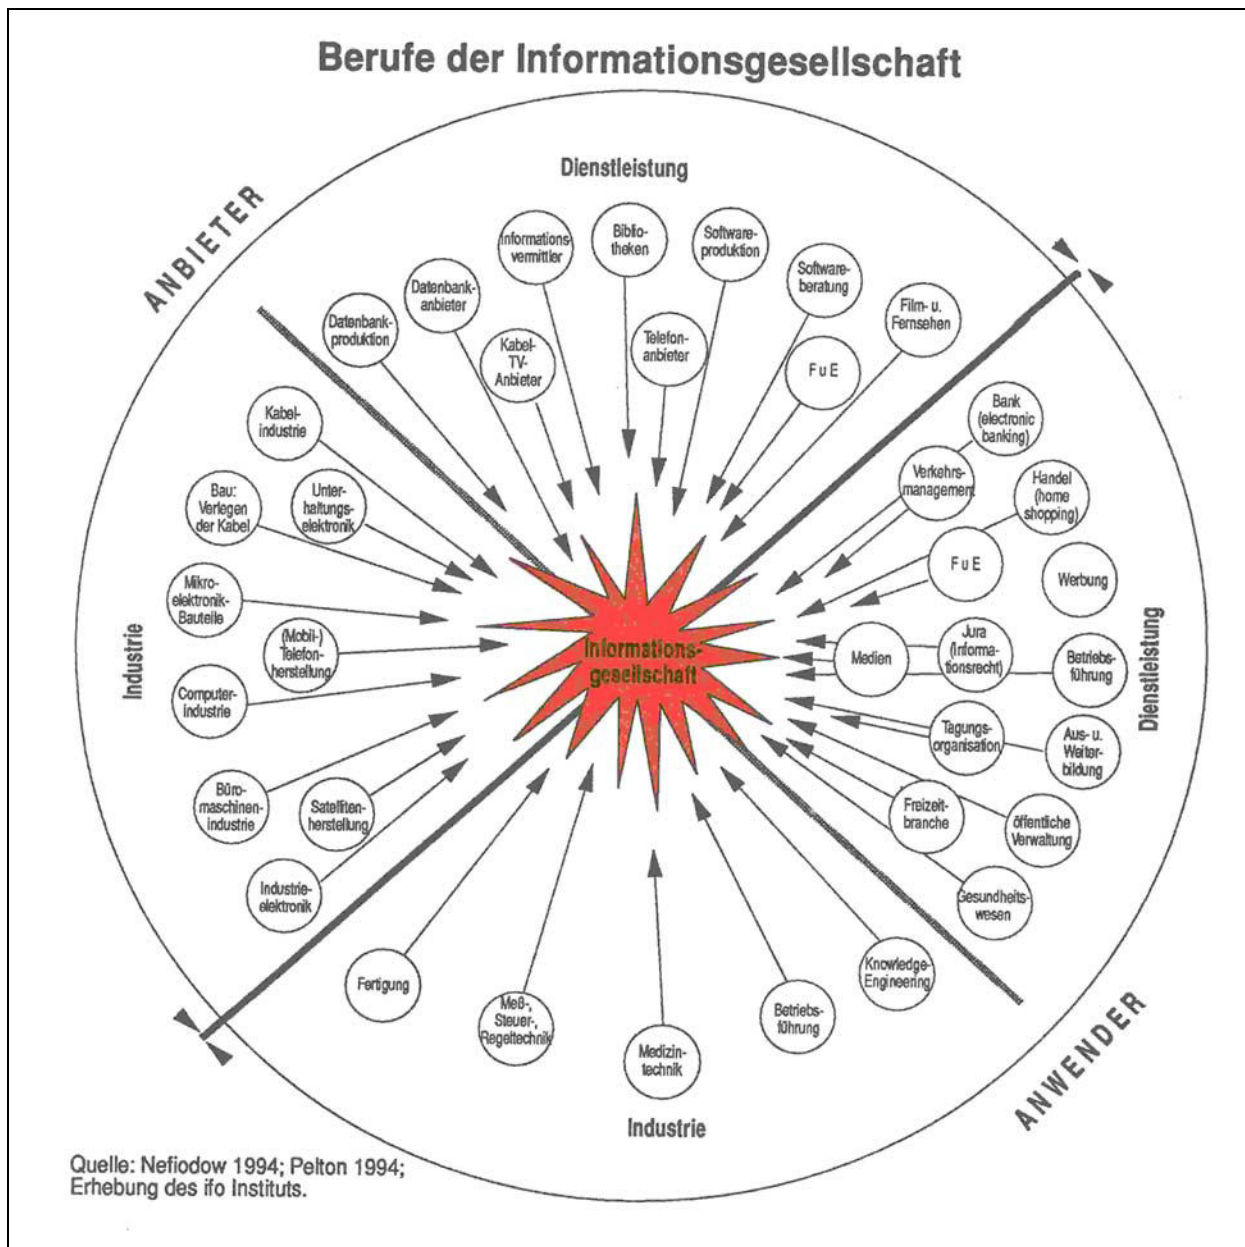 Berufe der Informationsgesellschaft
ANBIETER
Dienstleistung
Informations-
vermittler
Biblio-
theken
Software-
produktion
Datenbank-
anbieter
Software-
beratung
Datenbank-
produktion
Kabel-
TV-
Anbieter
Telefon-
anbieter
F u E
Film- u.
Fernsehen
Kabel-
industrie
Bau:
Verlegen
der Kabel
Unter-
haltungs-
elektronik
Mikro-
elektronik-
Bauteile
(Mobil-)
Telefon-
herstellung
Industrie
Computer-
industrie
Büro-
maschinen-
industrie
Satelliten-
herstellung
Industrie-
elektronik
Informations-
gesellschaft
Bank
(electronic
banking)
Verkehrs-
management
Handel
(home
shopping)
F u E
Werbung
Medien
Jura
(Informa-
tionsrecht)
Betriebs-
führung
Dienstleistung
Tagungs-
organisation
Aus- u.
Weiter-
bildung
Freizeit-
branche
öffentliche
Verwaltung
Gesundheits-
wesen
Fertigung
Meß-,
Steuer-,
Regeltechnik
Medizin-
technik
Betriebs-
führung
Knowledge-
Engineering
Industrie
ANWENDER
Quelle: Nefiodow 1994; Pelton 1994;
Erhebung des ifo Instituts.